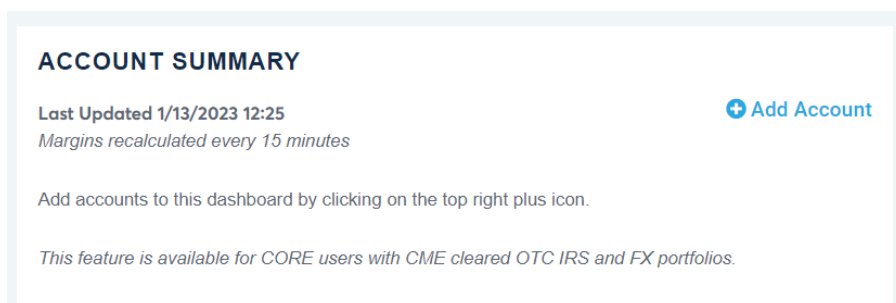 ACCOUNT SUMMARY
Last Updated 1/13/2023 12:25
Add Account
Margins recalculated every 15 minutes
Add accounts to this dashboard by clicking on the top right plus icon.
This feature is available for CORE users with CME cleared OTC IRS and FX portfolios.